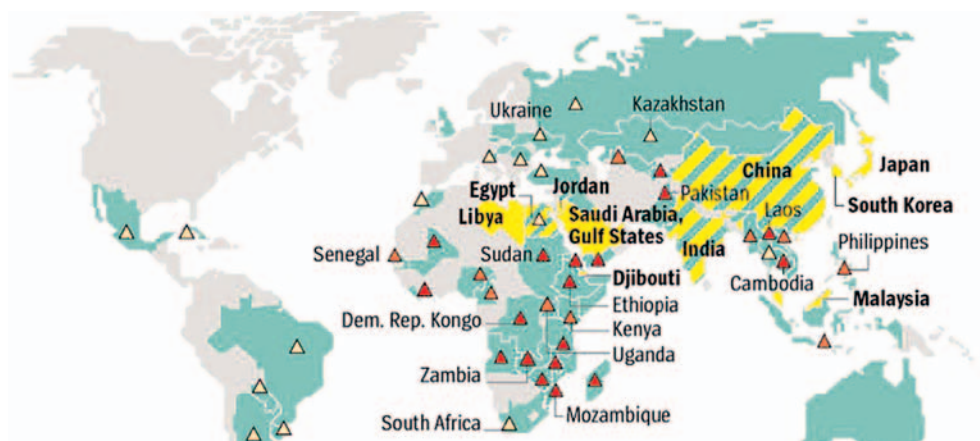 Ukraine
Kazakhstan
China
Japan
Egypt
Jordan
Pakistan
Libya
Saudi Arabia,
Gulf States
India
Laos
South Korea
Senegal
Sudan
Philippines
Djibouti
Cambodia
Ethiopia
Malaysia
Dem. Rep. Kongo
Kenya
Uganda
Zambia
Mozambique
South Africa